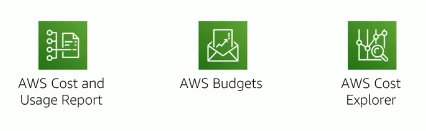 AWS Cost and
Usage Report
AWS Budgets
AWS Cost
Explorer